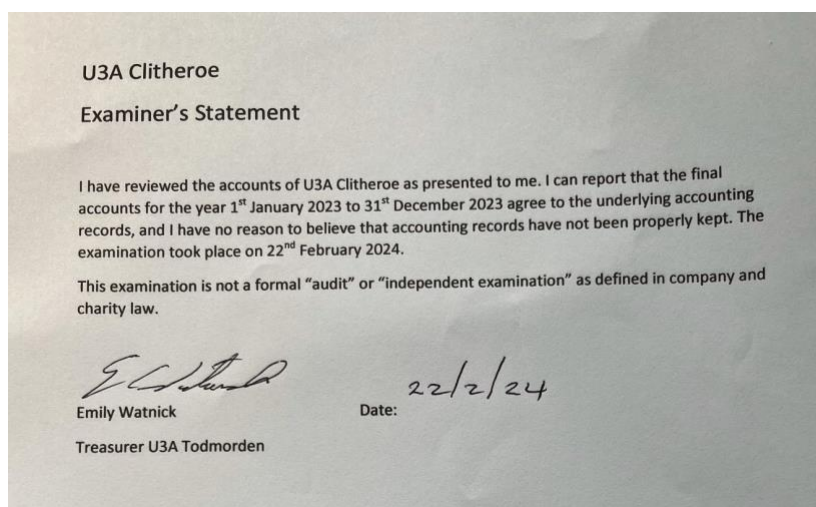 U3A Clitheroe
Examiner's Statement
I have reviewed the accounts of U3A Clitheroe as presented to me. I can report that the final
accounts for the year 1st January 2023 to 31st December 2023 agree to the underlying accounting
records, and I have no reason to believe that accounting records have not been properly kept. The
examination took place on 22nd February 2024.
This examination is not a formal “audit” or “independent examination” as defined in company and
charity law.
22/2/24
Emily Watnick Date:
Treasurer U3A Todmorden